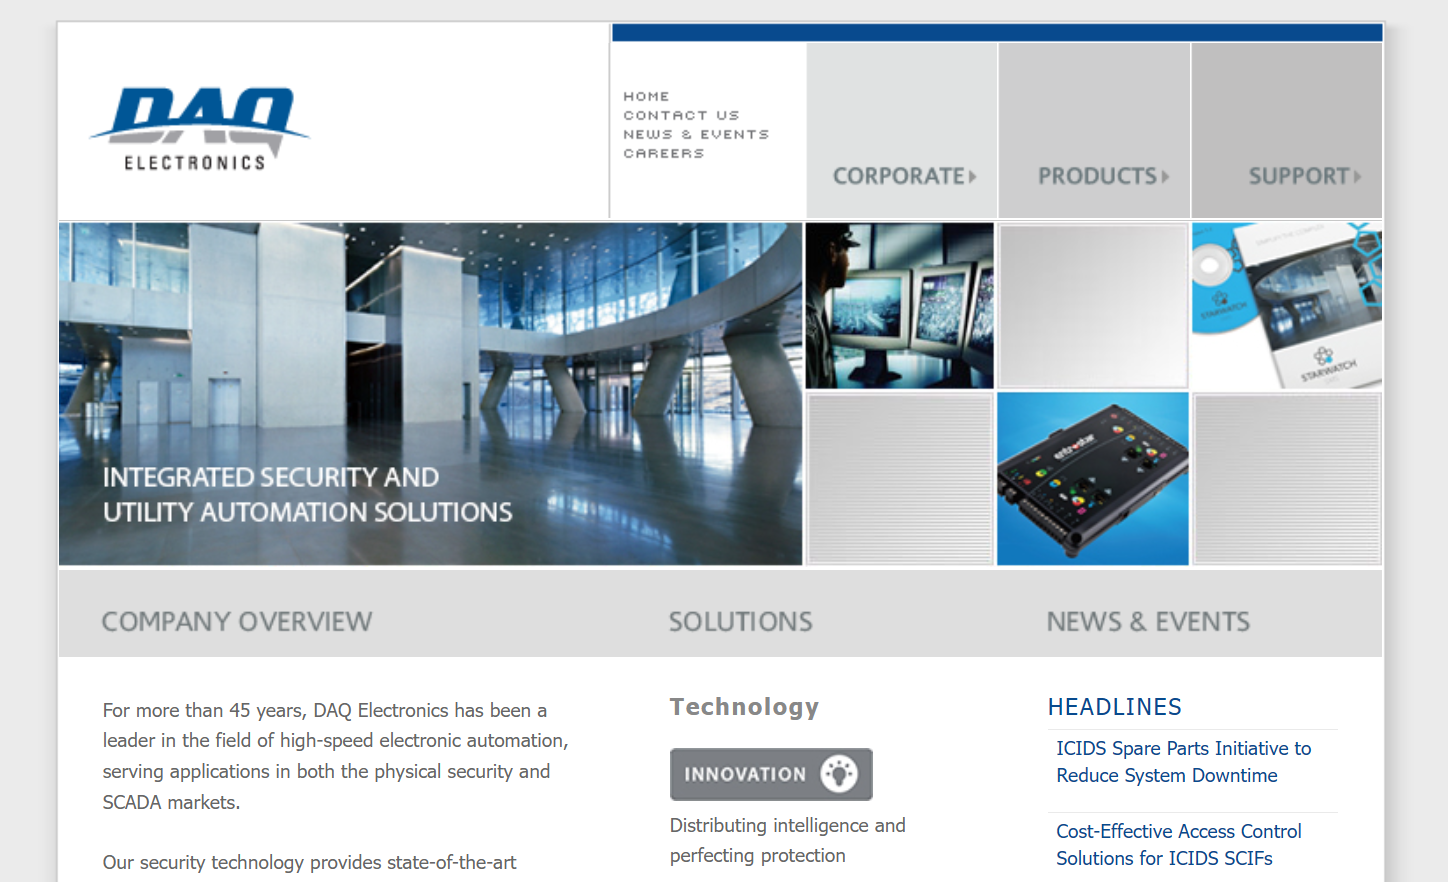 DAQ
ELECTRONICS
HOME
CONTACT US
NEWS & EVENTS
CAREERS
CORPORATE
PRODUCTS
SUPPORT
STARWATCH
SIMPLIFY THE COMPLEX
STARWATCH
entrostar
INTEGRATED SECURITY AND
UTILITY AUTOMATION SOLUTIONS
COMPANY OVERVIEW
SOLUTIONS
NEWS & EVENTS
For more than 45 years, DAQ Electronics has been a
leader in the field of high-speed electronic automation,
serving applications in both the physical security and
SCADA markets.
Our security technology provides state-of-the-art
Technology
INNOVATION
Distributing intelligence and
perfecting protection
HEADLINES
ICIDS Spare Parts Initiative to
Reduce System Downtime
Cost-Effective Access Control
Solutions for ICIDS SCIFs